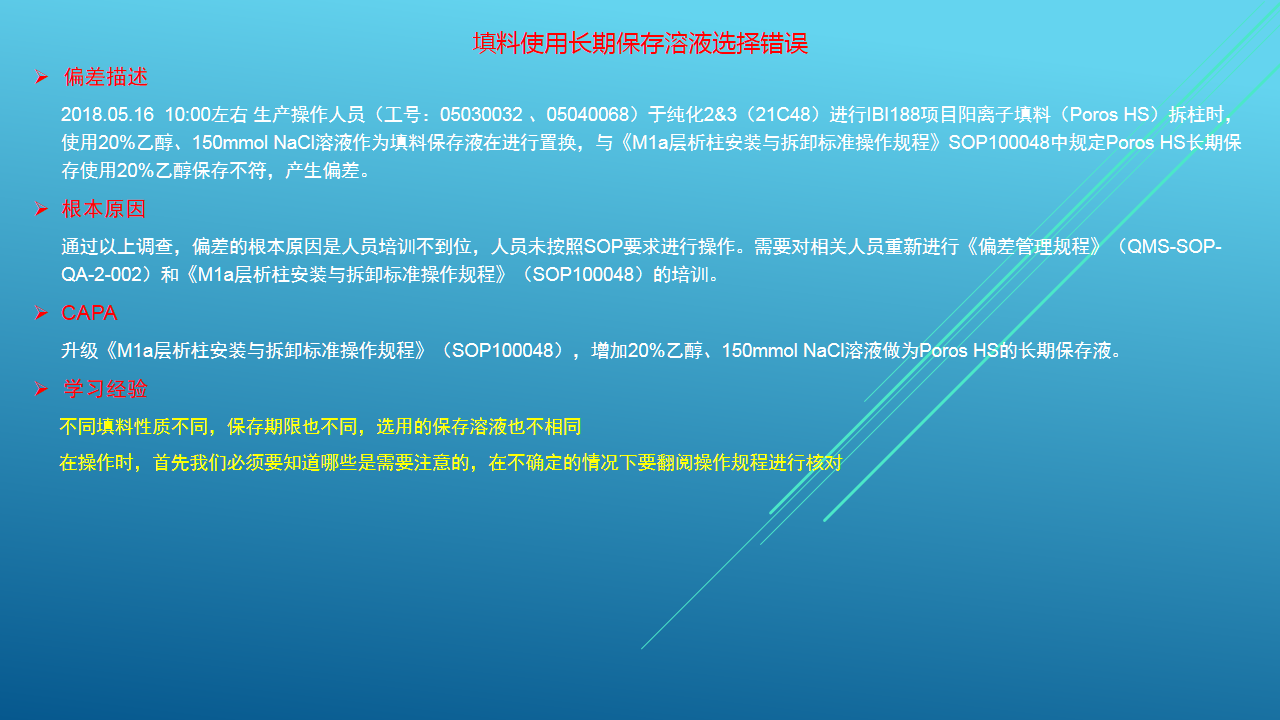 填料使用长期保存溶液选择错误
偏差描述
2018.05.16  10:00左右 生产操作人员（工号：05030032 、05040068）于纯化2&3（21C48）进行IBI188项目阳离子填料（Poros HS）拆柱时，
使用20%乙醇、150mmol NaCl溶液作为填料保存液在进行置换，与《M1a层析柱安装与拆卸标准操作规程》SOP100048中规定Poros HS长期保
存使用20%乙醇保存不符，产生偏差。
根本原因
通过以上调查，偏差的根本原因是人员培训不到位，人员未按照SOP要求进行操作。需要对相关人员重新进行《偏差管理规程》（QMS-SOP-
QA-2-002）和《M1a层析柱安装与拆卸标准操作规程》（SOP100048）的培训。
CAPA
升级《M1a层析柱安装与拆卸标准操作规程》（SOP100048），增加20%乙醇、150mmol NaCl溶液做为Poros HS的长期保存液。
学习经验
不同填料性质不同，保存期限也不同，选用的保存溶液也不相同
在操作时，首先我们必须要知道哪些是需要注意的，在不确定的情况下要翻阅操作规程进行核对